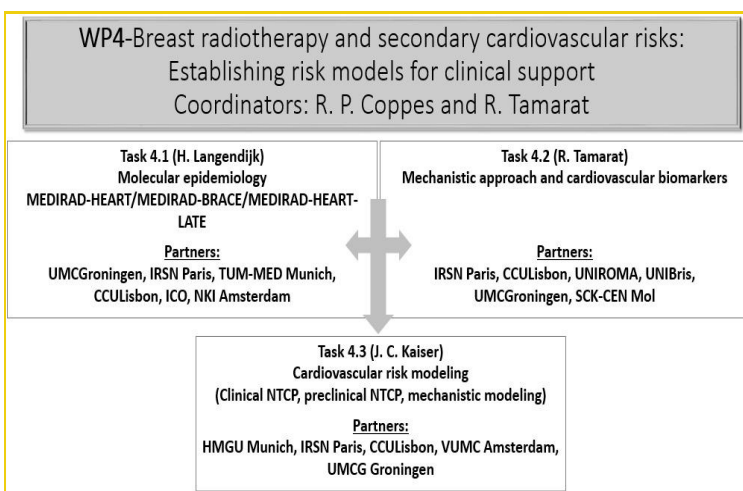 WP4-Breast radiotherapy and secondary cardiovascular risks:
Establishing risk models for clinical support
Coordinators: R. P. Coppes and R. Tamarat
Task 4.1 (H. Langendijk)
Molecular epidemiology
MEDIRAD-HEART/MEDIRAD-BRACE/MEDIRAD-HEART-
LATE
Partners:
UMCGroningen, IRSN Paris, TUM-MED Munich,
CCULisbon, ICO, NKI Amsterdam
Task 4.2 (R. Tamarat)
Mechanistic approach and cardiovascular biomarkers
Partners:
IRSN Paris, CCULisbon, UNIROMA, UNIBris,
UMCGroningen, SCK-CEN Mol
Task 4.3 (J. C. Kaiser)
Cardiovascular risk modeling
(Clinical NTCP, preclinical NTCP, mechanistic modeling)
Partners:
HMGU Munich, IRSN Paris, CCULisbon, VUMC Amsterdam,
UMCG Groningen